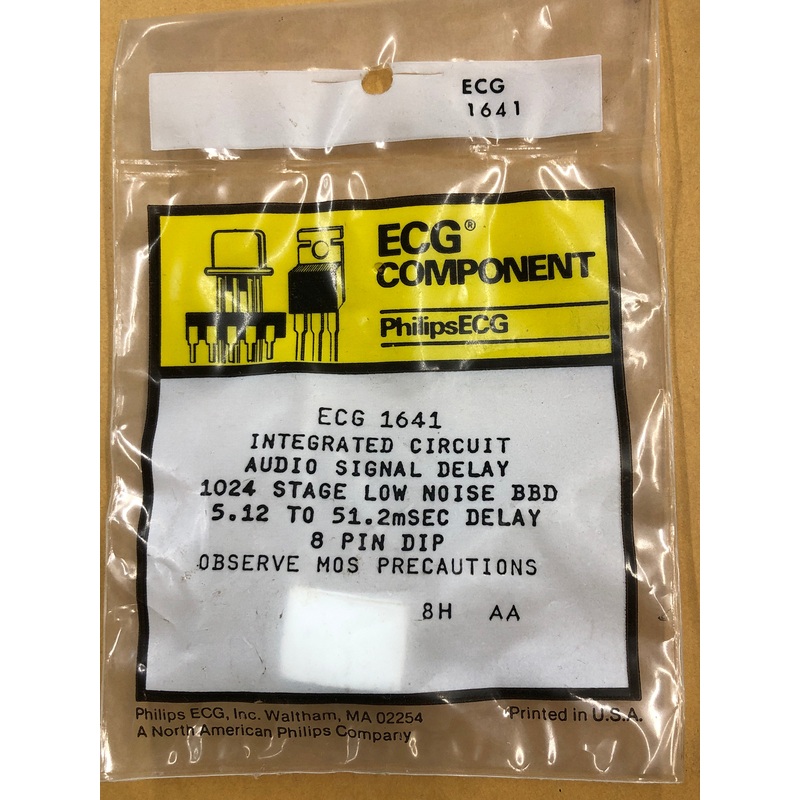 ECG
1641
ECG®
COMPONENT
PhilipsECG
ECG 1641
INTEGRATED CIRCUIT
AUDIO SIGNAL DELAY
1024 STAGE LOW NOISE BBD
5.12 TO 51.2mSEC DELAY
8 PIN DIP
OBSERVE MOS PRECAUTIONS
8H AA
Philips ECG, Inc. Waltham, MA 02254
A North American Philips Company
Printed in U.S.A.